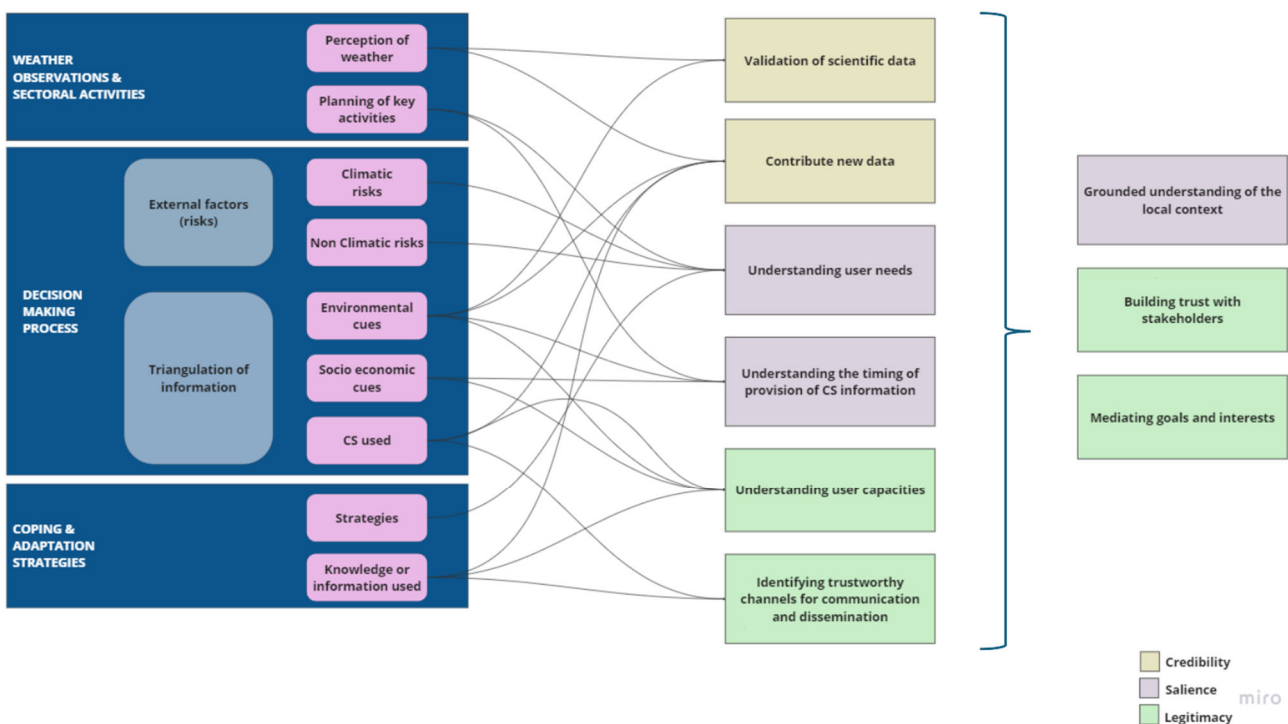 WEATHER
OBSERVATIONS &
SECTORAL ACTIVITIES
Perception of
weather
Planning of key
activities
DECISION
MAKING
PROCESS
External factors
(risks)
Triangulation of
information
Climatic
risks
Non Climatic risks
Environmental
cues
Socio economic
cues
CS used
COPING &
ADAPTATION
STRATEGIES
Strategies
Knowledge or
information used
Validation of scientific data
Contribute new data
Understanding user needs
Understanding the timing of
provision of CS information
Understanding user capacities
Identifying trustworthy
channels for communication
and dissemination
Grounded understanding of the
local context
Building trust with
stakeholders
Mediating goals and interests
Credibility
Salience
Legitimacy
miro